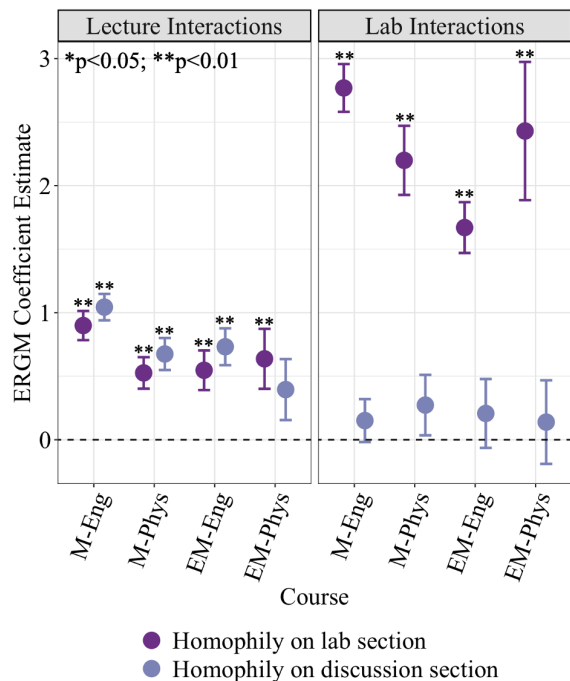 Lecture Interactions
Lab Interactions
*p<0.05; **p<0.01
ERGM Coefficient Estimate
3
2
1
0
**
**
**
**
**
**
**
**
**
**
**
M-Eng
M-Phys
EM-Eng
EM-Phys
M-Eng
M-Phys
EM-Eng
EM-Phys
Course
Homophily on lab section
Homophily on discussion section